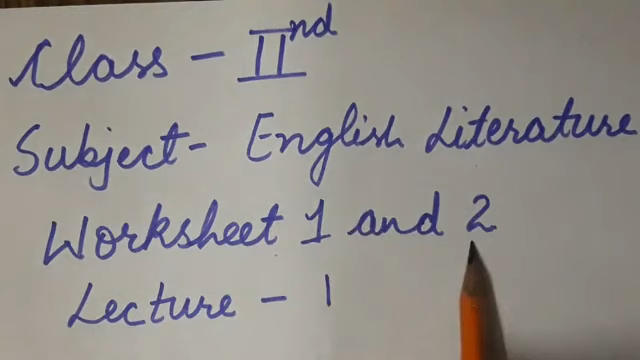 Class - IInd
Subject- English Literature
Worksheet 1 and 2
Lecture - 1